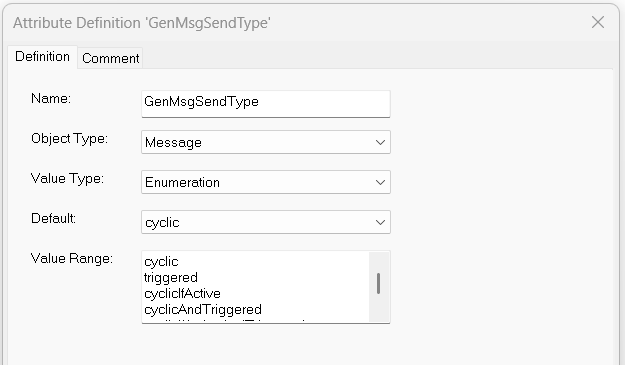 Attribute Definition 'GenMsgSendType'
Definition
Comment
Name:
GenMsgSendType
Object Type:
Message
Value Type:
Enumeration
Default:
cyclic
Value Range:
cyclic
triggered
cyclicIfActive
cyclicAndTriggered